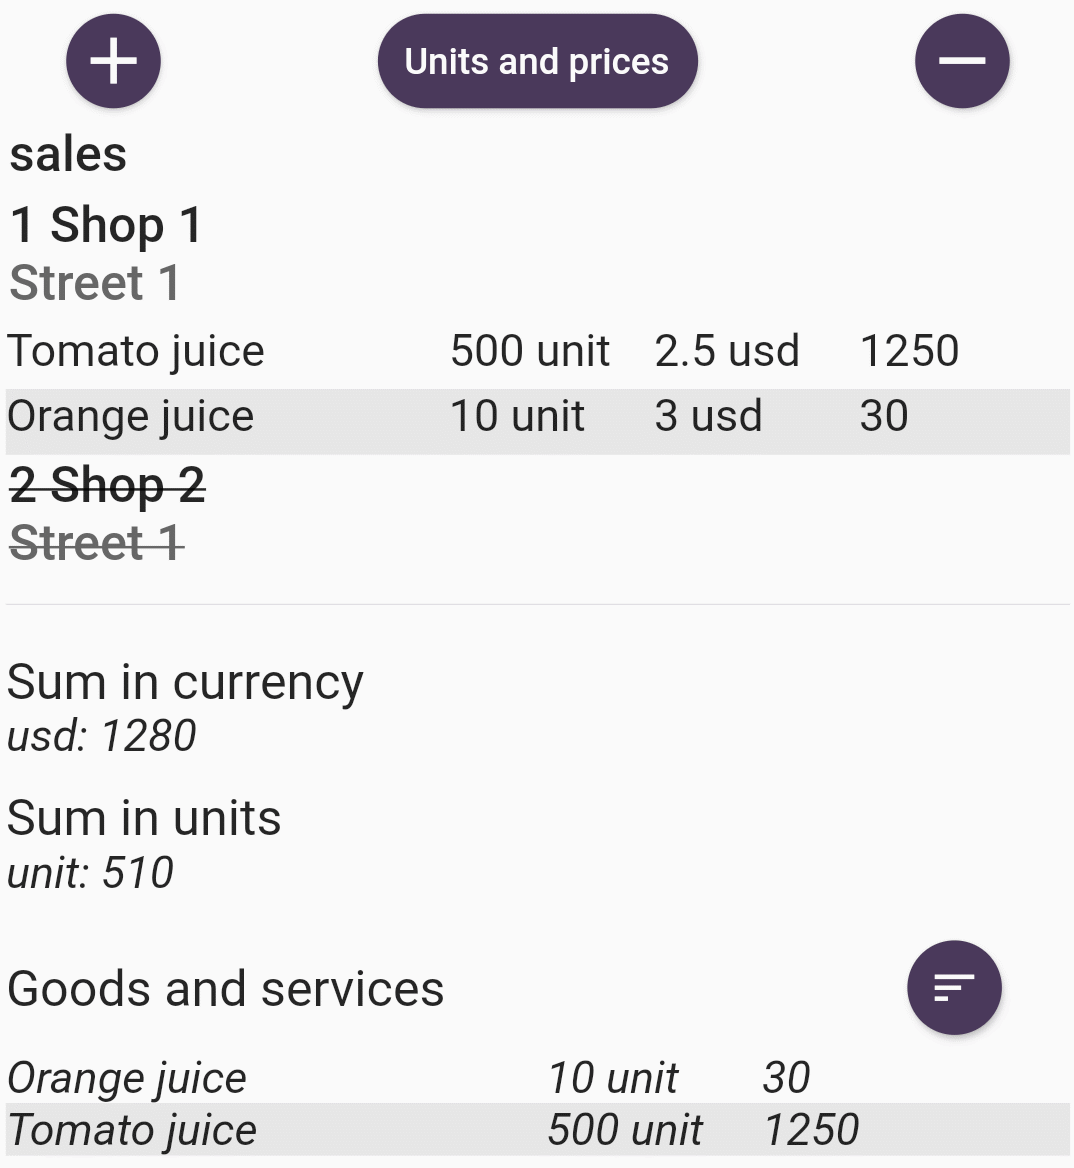 Units and prices
sales
1 Shop 1
Street 1
Tomato juice 500 unit 2.5 usd 1250
Orange juice 10 unit 3 usd 30
2 Shop 2
Street 1
Sum in currency
usd: 1280
Sum in units
unit: 510
Goods and services
Orange juice 10 unit 30
Tomato juice 500 unit 1250